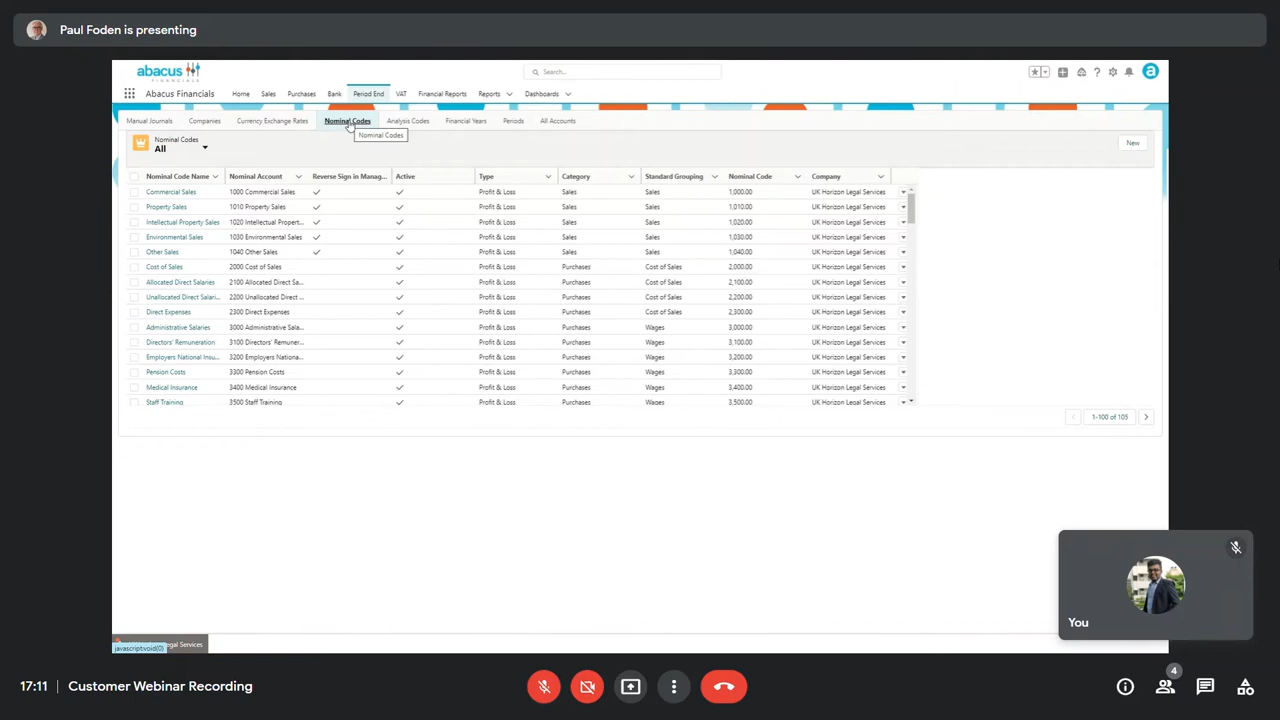 Paul Foden is presenting
abacus
FINANCIALS
Search...
Abacus Financials Home Sales Purchases Bank Period End VAT Financial Reports Reports Dashboards
Manual Journals Companies Currency Exchange Rates Nominal Codes Analysis Codes Financial Years Periods All Accounts
Nominal Codes
Nominal Codes
All
New
Nominal Code Name Nominal Account Reverse Sign in Manag... Active Type Category Standard Grouping Nominal Code Company
Commercial Sales 1000 Commercial Sales Profit & Loss Sales Sales 1,000.00 UK Horizon Legal Services
Property Sales 1010 Property Sales Profit & Loss Sales Sales 1,010.00 UK Horizon Legal Services
Intellectual Property Sales 1020 Intellectual Propert... Profit & Loss Sales Sales 1,020.00 UK Horizon Legal Services
Environmental Sales 1030 Environmental Sales Profit & Loss Sales Sales 1,030.00 UK Horizon Legal Services
Other Sales 1040 Other Sales Profit & Loss Sales Sales 1,040.00 UK Horizon Legal Services
Cost of Sales 2000 Cost of Sales Profit & Loss Purchases Cost of Sales 2,000.00 UK Horizon Legal Services
Allocated Direct Salaries 2100 Allocated Direct Sa... Profit & Loss Purchases Cost of Sales 2,100.00 UK Horizon Legal Services
Unallocated Direct Salari... 2200 Unallocated Direct ... Profit & Loss Purchases Cost of Sales 2,200.00 UK Horizon Legal Services
Direct Expenses 2300 Direct Expenses Profit & Loss Purchases Cost of Sales 2,300.00 UK Horizon Legal Services
Administrative Salaries 3000 Administrative Sala... Profit & Loss Purchases Wages 3,000.00 UK Horizon Legal Services
Directors' Remuneration 3100 Directors' Remuner... Profit & Loss Purchases Wages 3,100.00 UK Horizon Legal Services
Employers National Insu... 3200 Employers Nationa... Profit & Loss Purchases Wages 3,200.00 UK Horizon Legal Services
Pension Costs 3300 Pension Costs Profit & Loss Purchases Wages 3,300.00 UK Horizon Legal Services
Medical Insurance 3400 Medical Insurance Profit & Loss Purchases Wages 3,400.00 UK Horizon Legal Services
Staff Training 3500 Staff Training Profit & Loss Purchases Wages 3,500.00 UK Horizon Legal Services
1-100 of 105
You
egal Services
javascript:void(0)
17:11 | Customer Webinar Recording
4